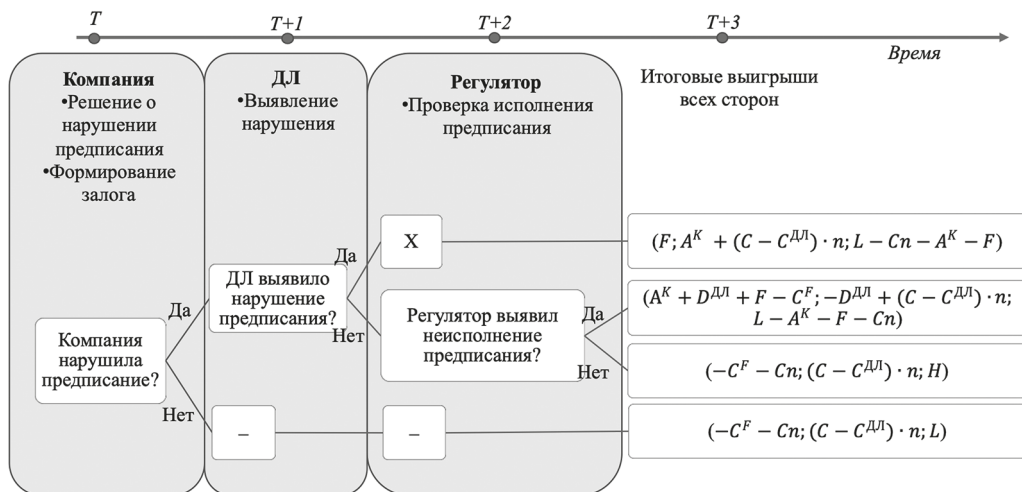 T
T+1
T+2
T+3
Время
Компания
•Решение о
нарушении
предписания
•Формирование
залога
ДЛ
•Выявление
нарушения
Регулятор
•Проверка исполнения
предписания
Итоговые выигрыши
всех сторон
X
(F; A^К + (C − C^ДЛ) · n; L − Cn − A^К − F)
Да
ДЛ выявило
нарушение
предписания?
Да
Нет
Регулятор выявил
неисполнение
предписания?
Да
Нет
(A^К + D^ДЛ + F − C^F; −D^ДЛ + (C − C^ДЛ) · n;
L − A^К − F − Cn)
Компания
нарушила
предписание?
(−C^F − Cn; (C − C^ДЛ) · n; H)
Нет
–
–
(−C^F − Cn; (C − C^ДЛ) · n; L)